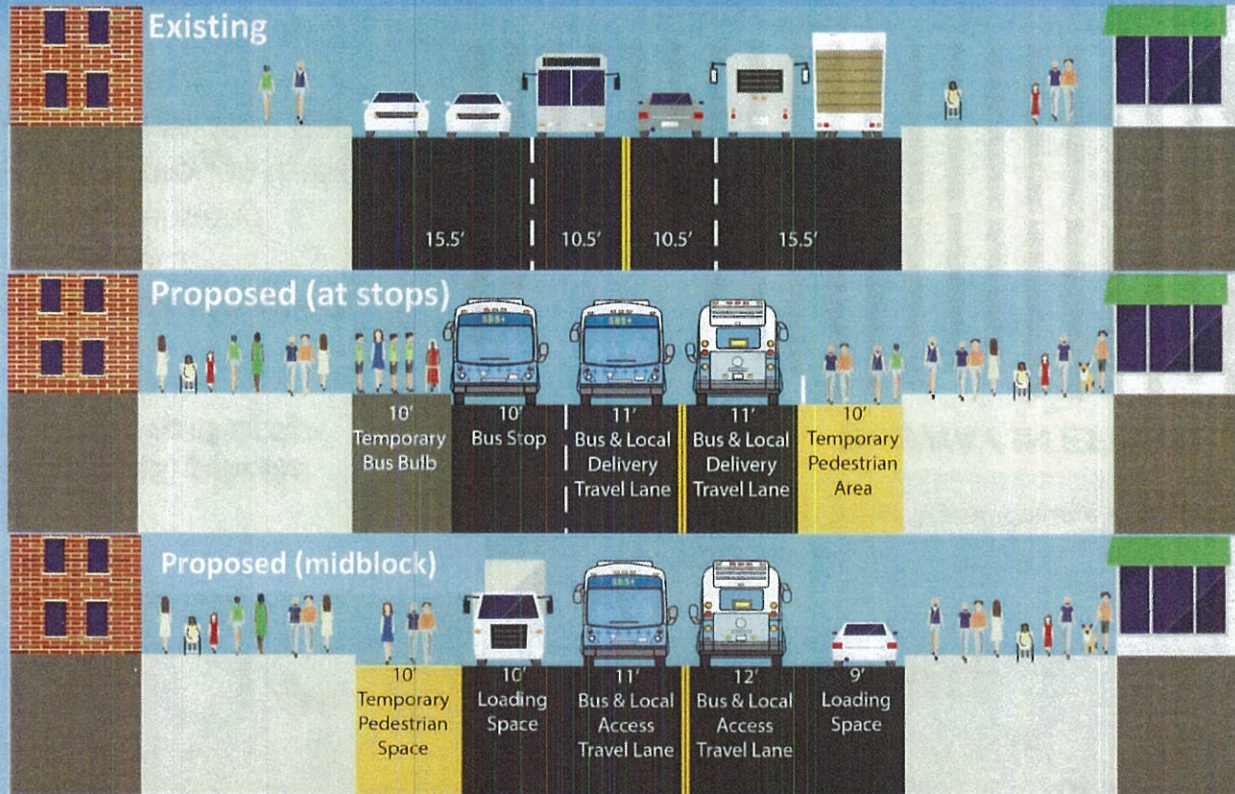 Existing
15.5'
10.5'
10.5'
15.5'
Proposed (at stops)
SBS+
SBS+
10'
Temporary
Bus Bulb
10'
Bus Stop
11'
Bus & Local
Delivery
Travel Lane
11'
Bus & Local
Delivery
Travel Lane
10'
Temporary
Pedestrian
Area
Proposed (midblock)
SBS+
10'
Temporary
Pedestrian
Space
10'
Loading
Space
11'
Bus & Local
Access
Travel Lane
12'
Bus & Local
Access
Travel Lane
9'
Loading
Space